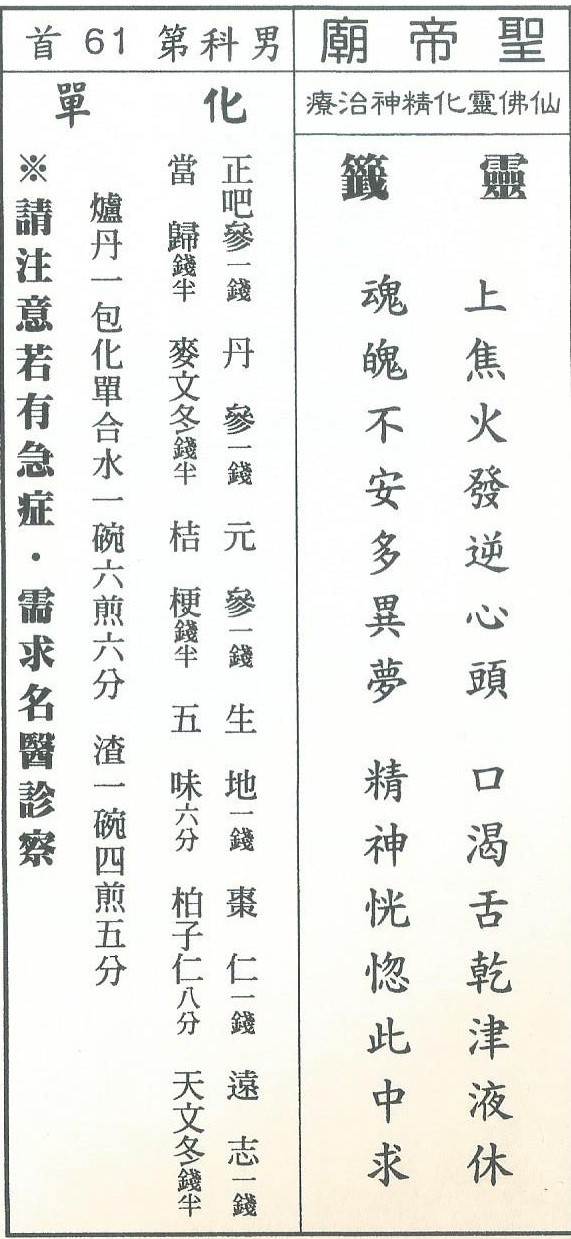 聖帝廟
仙佛靈化精神治療
靈籤
上焦火發逆心頭 口渴舌乾津液休
魂魄不安多異夢 精神恍惚此中求
男科第61首
化單
正吧參一錢 丹參一錢 元參一錢 生地一錢 棗仁一錢 遠志一錢
當歸錢半 麥文冬錢半 桔梗錢半 五味六分 柏子仁八分 天文冬錢半
爐丹一包化單合水一碗六煎六分 渣一碗四煎五分
※請注意若有急症・需求名醫診察